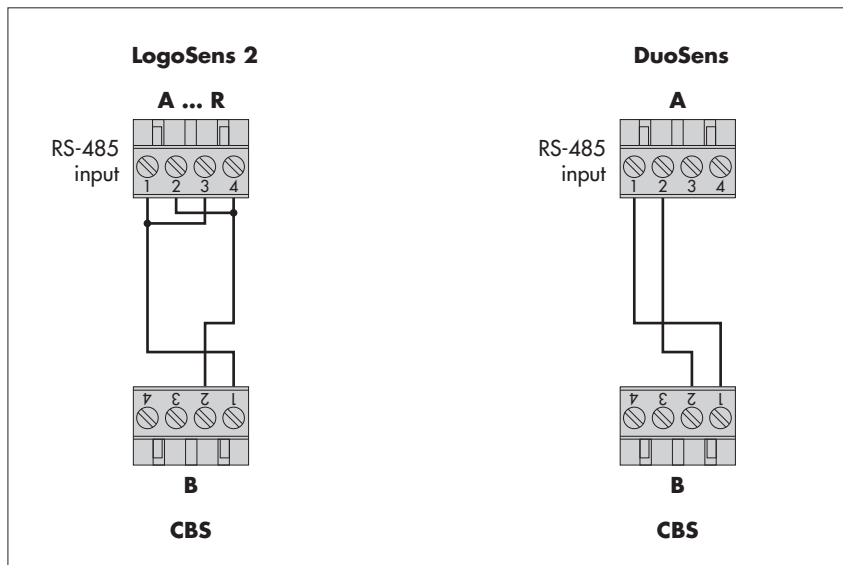 LogoSens 2
A ... R
RS-485
input
1 2 3 4
4 3 2 1
B
CBS
DuoSens
A
RS-485
input
1 2 3 4
4 3 2 1
B
CBS